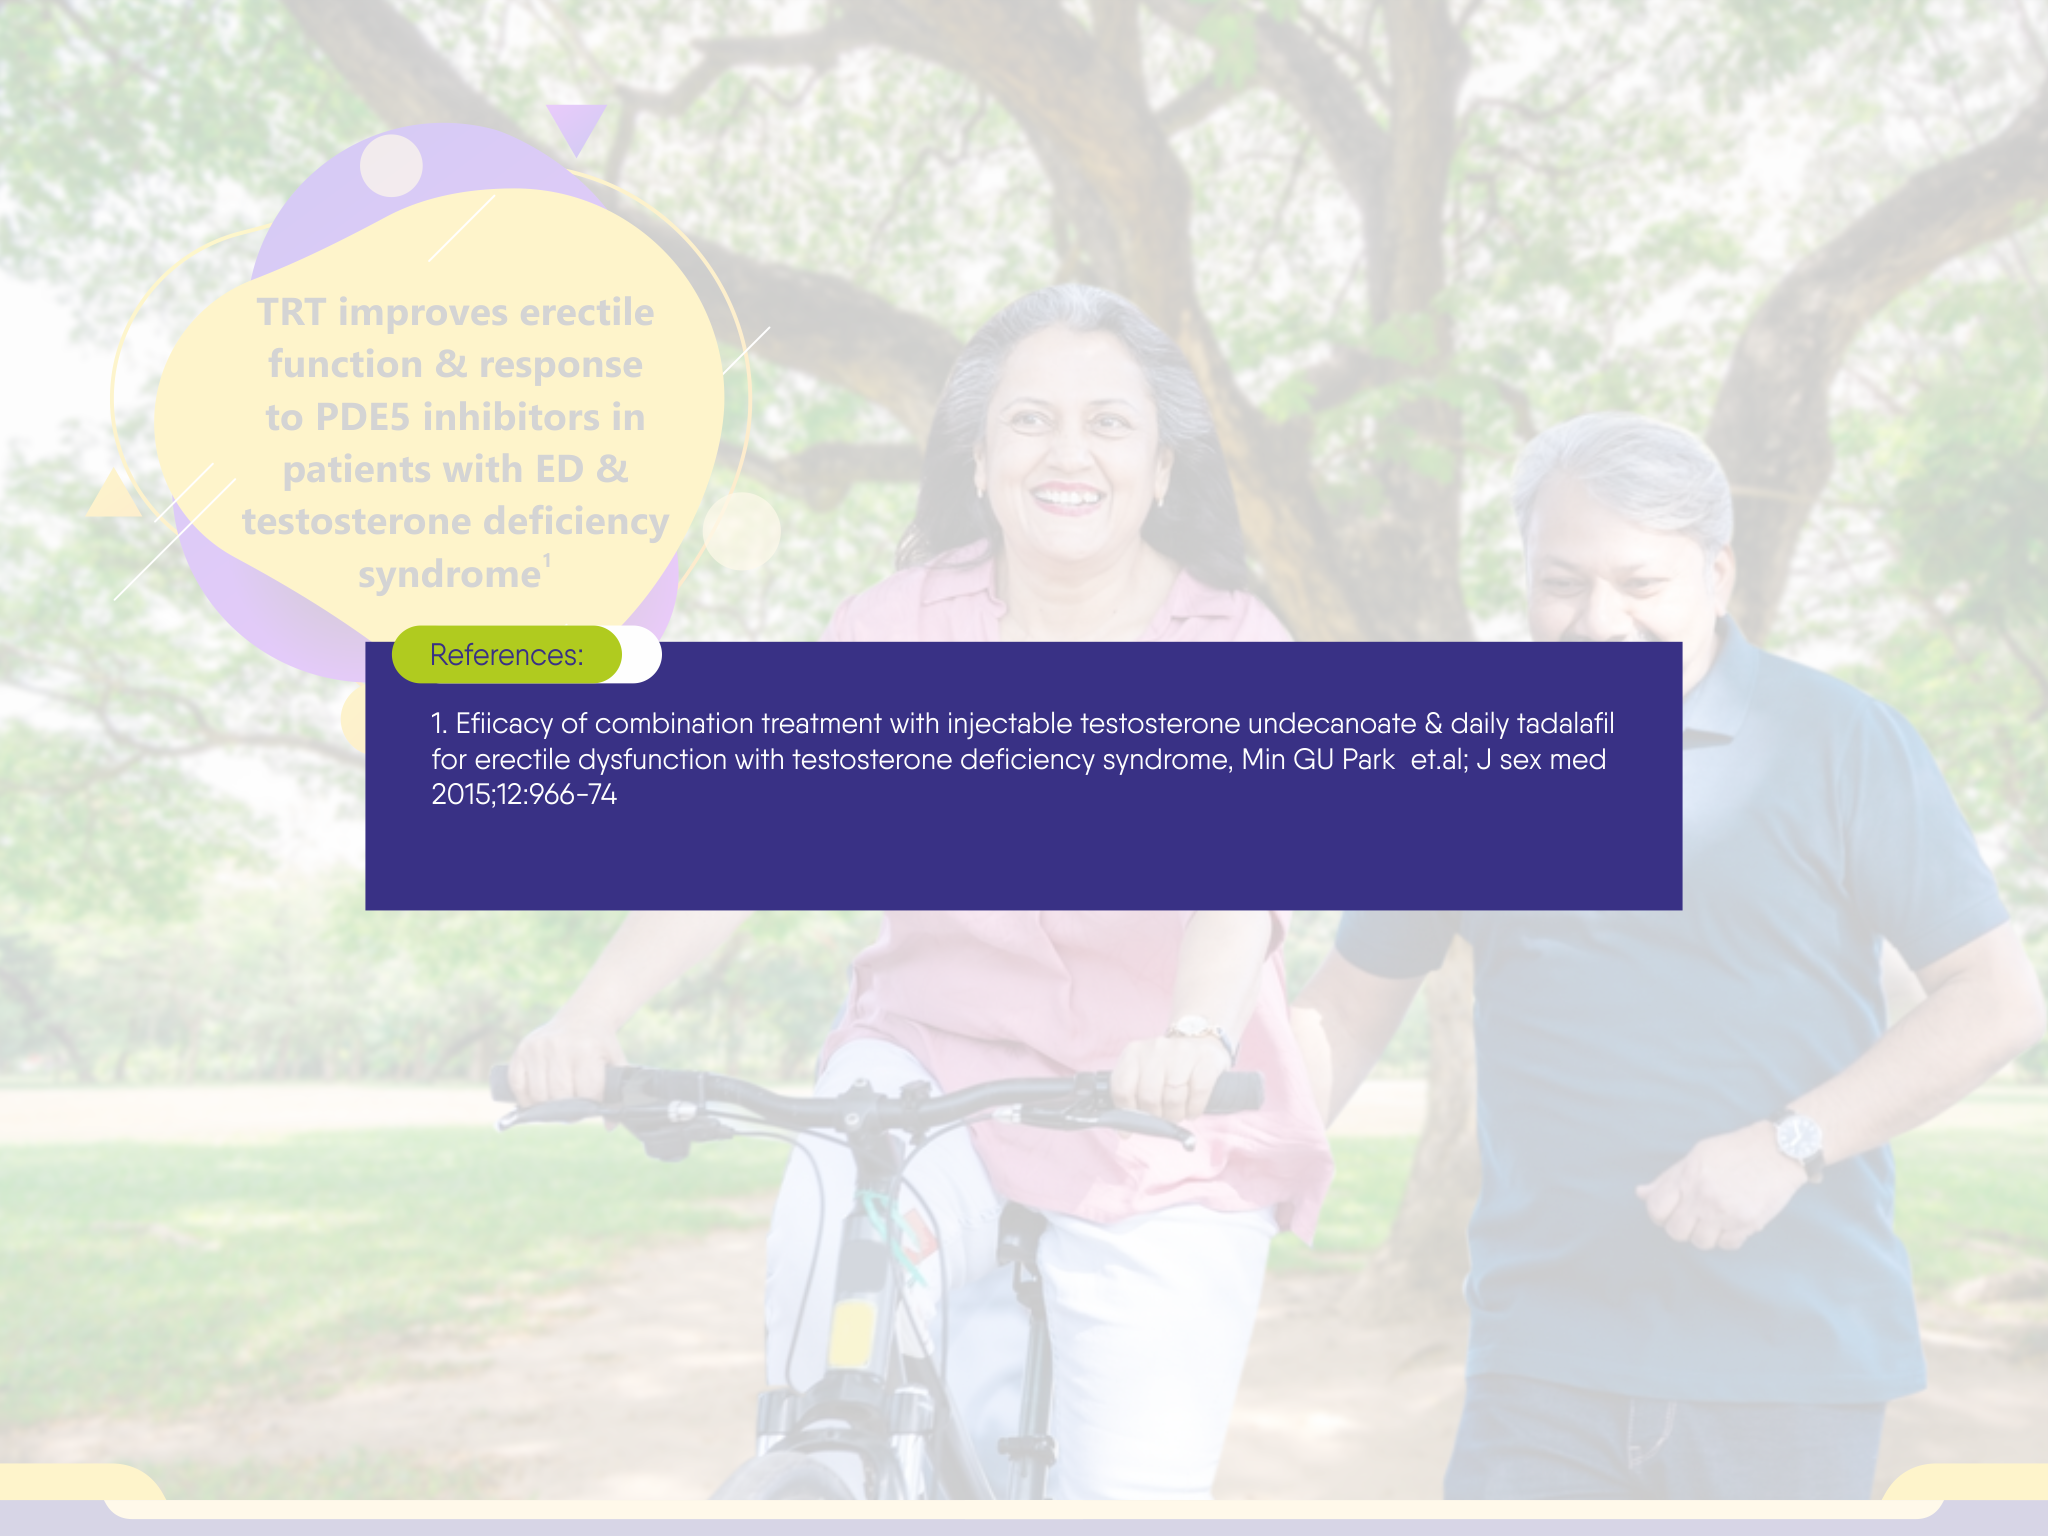 TRT improves erectile
function & response
to PDE5 inhibitors in
patients with ED &
testosterone deficiency
syndrome¹
References:
1. Efiicacy of combination treatment with injectable testosterone undecanoate & daily tadalafil
for erectile dysfunction with testosterone deficiency syndrome, Min GU Park  et.al; J sex med
2015;12:966-74